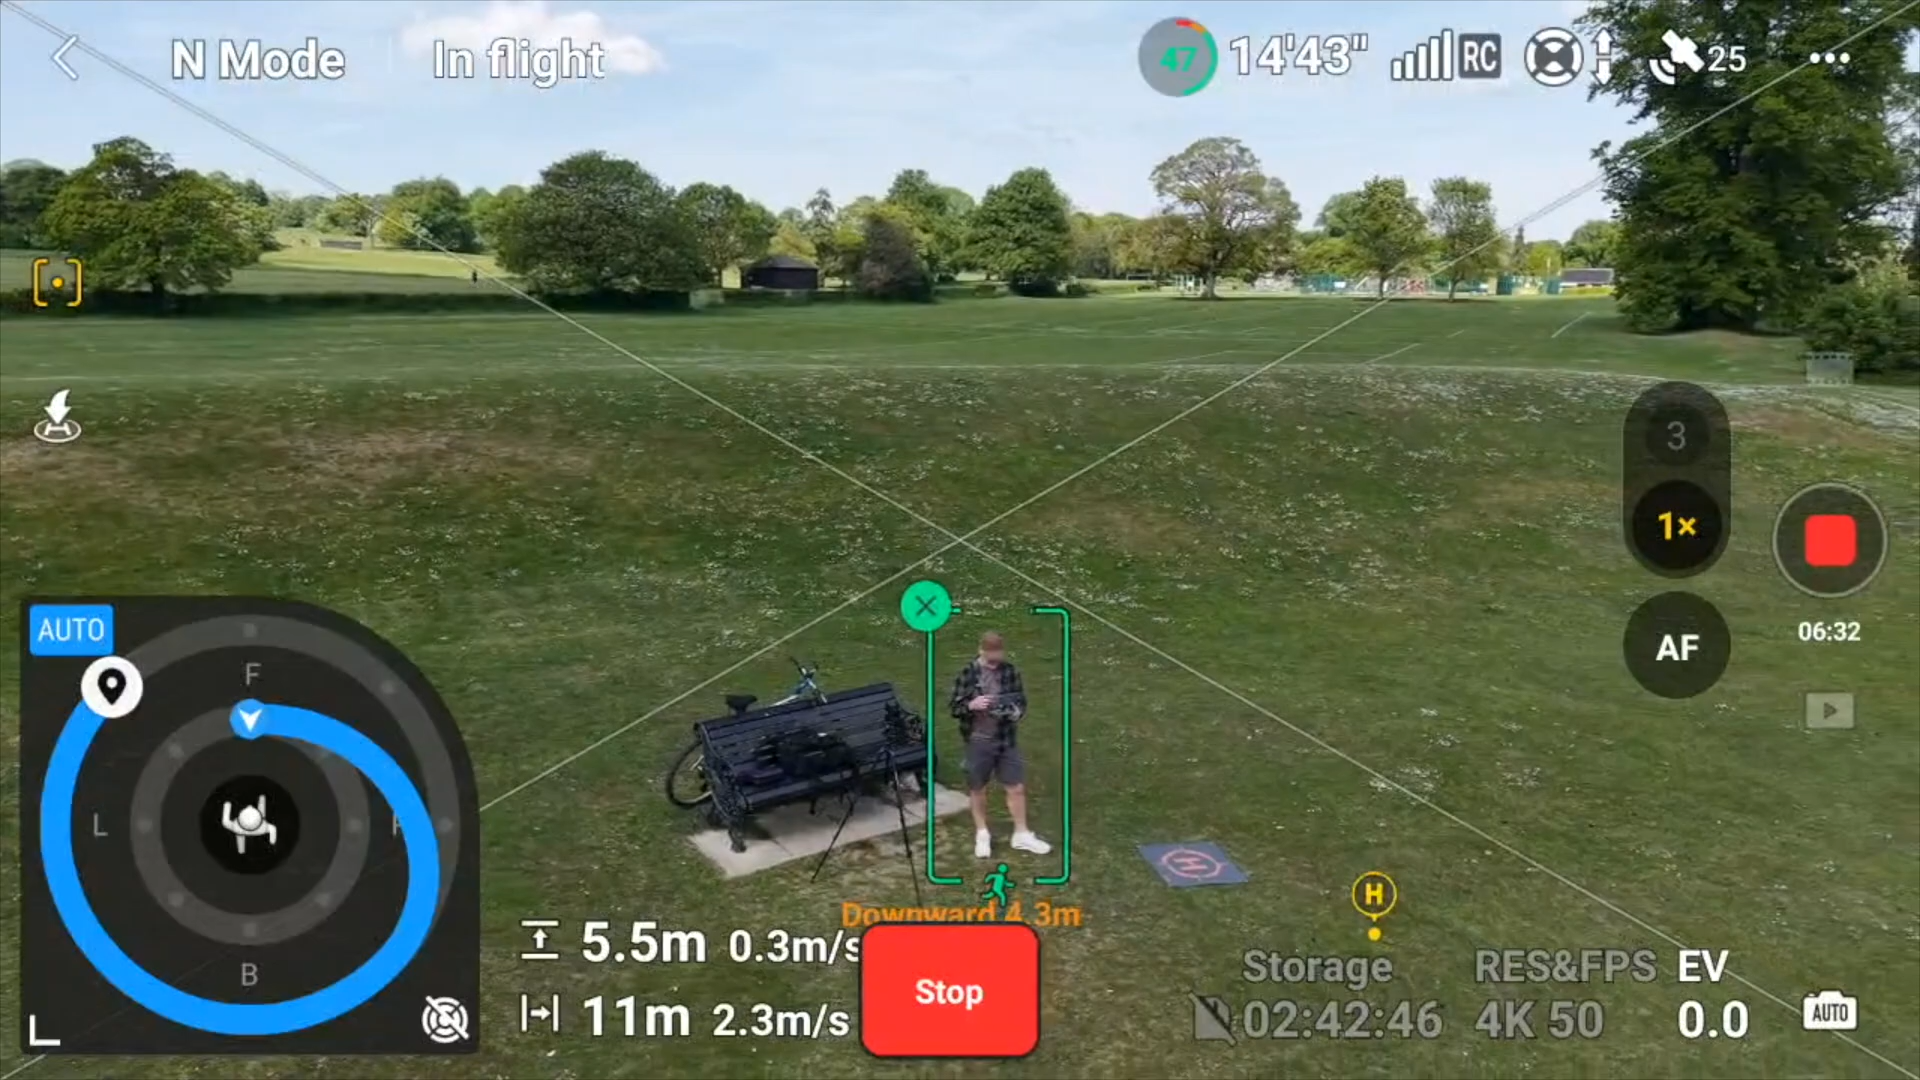 N Mode
In flight
47
14'43"
RC
25
3
1×
AF
06:32
AUTO
F
L
B
Downward 4.3m
5.5m 0.3m/s
11m 2.3m/s
Stop
H
H
Storage
02:42:46
RES&FPS
4K 50
EV
0.0
AUTO